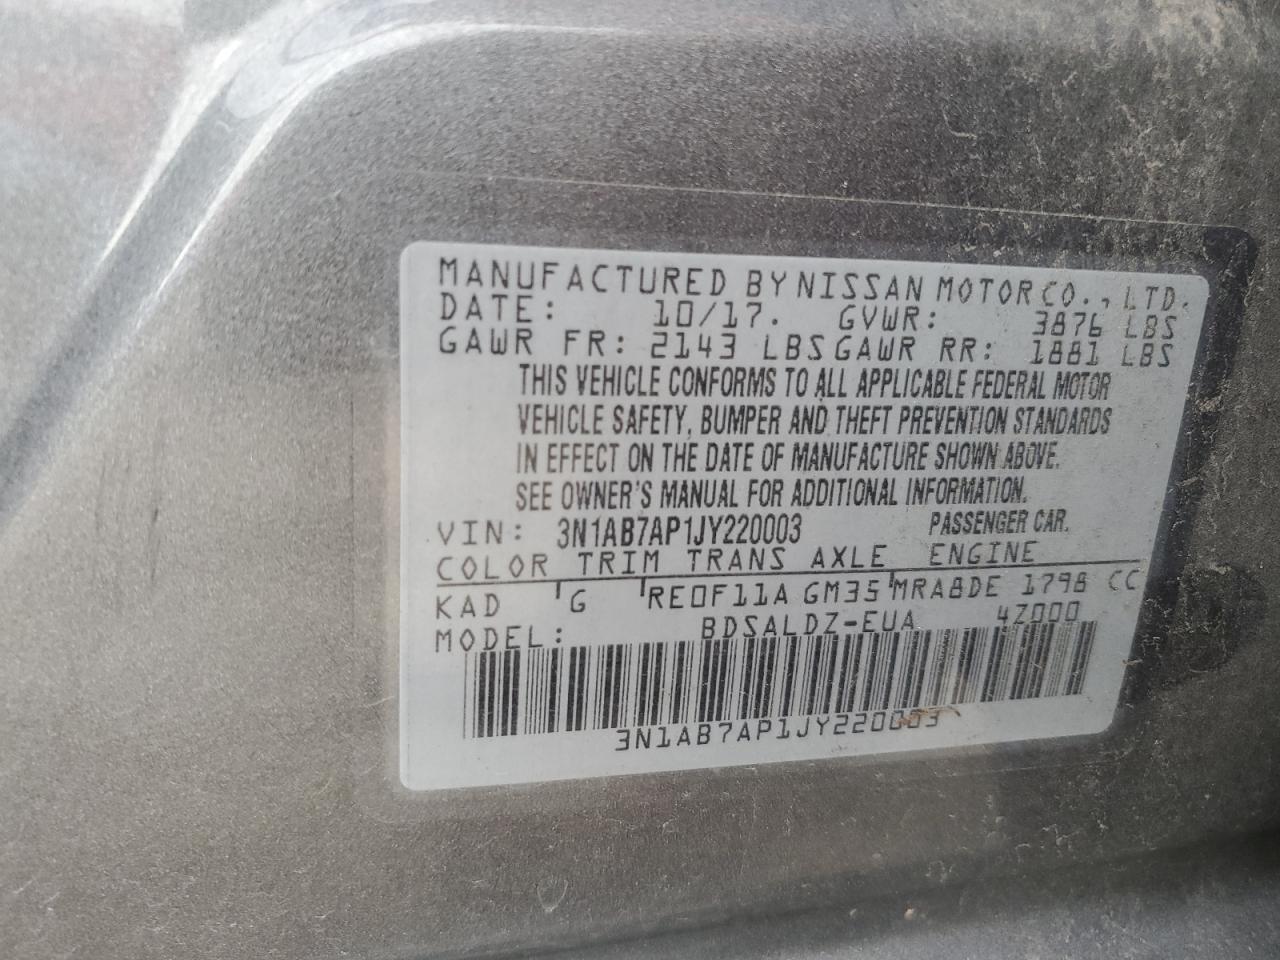 MANUFACTURED BY NISSAN MOTOR CO., LTD.
DATE: 10/17. GVWR: 3876 LBS
GAWR FR: 2143 LBS GAWR RR: 1881 LBS
THIS VEHICLE CONFORMS TO ALL APPLICABLE FEDERAL MOTOR
VEHICLE SAFETY, BUMPER AND THEFT PREVENTION STANDARDS
IN EFFECT ON THE DATE OF MANUFACTURE SHOWN ABOVE.
SEE OWNER'S MANUAL FOR ADDITIONAL INFORMATION.
VIN: 3N1AB7AP1JY220003 PASSENGER CAR.
COLOR TRIM TRANS AXLE ENGINE
KAD G RE0F11A GM35 MRA8DE 1798 CC
MODEL: BDSALDZ-EUA 4Z000
3N1AB7AP1JY220003